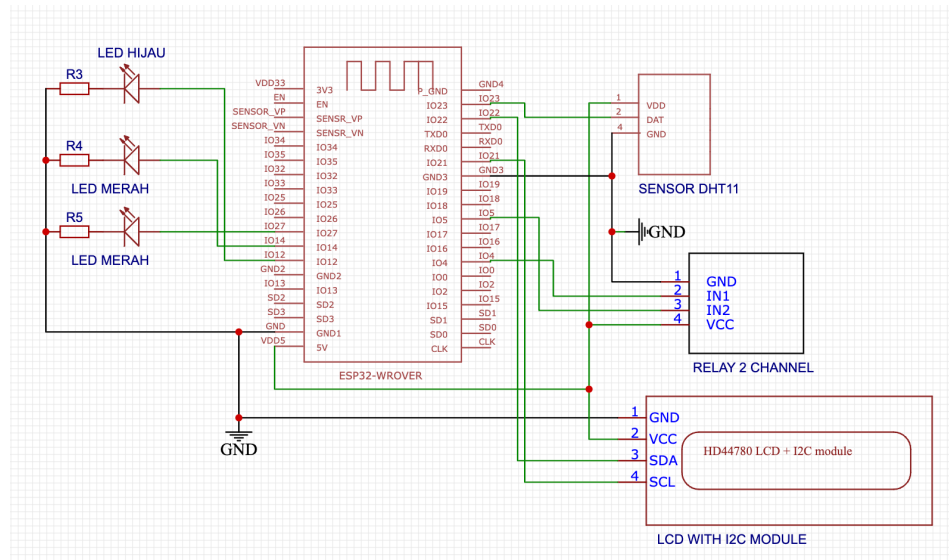 LED HIJAU
R3
R4
LED MERAH
R5
LED MERAH
VDD33
EN
SENSOR_VP
SENSOR_VN
IO34
IO35
IO32
IO33
IO25
IO26
IO27
IO14
IO12
GND2
IO13
SD2
SD3
GND
VDD5
3V3
EN
SENSR_VP
SENSR_VN
IO34
IO35
IO32
IO33
IO25
IO26
IO27
IO14
IO12
GND2
IO13
SD2
SD3
GND1
5V
P_GND
IO23
IO22
TXD0
RXD0
IO21
GND3
IO19
IO18
IO5
IO17
IO16
IO4
IO0
IO2
IO15
SD1
SD0
CLK
GND4
IO23
IO22
TXD0
RXD0
IO21
GND3
IO19
IO18
IO5
IO17
IO16
IO4
IO0
IO2
IO15
SD1
SD0
CLK
ESP32-WROVER
GND
1 VDD
2 DAT
4 GND
SENSOR DHT11
GND
1 GND
2 IN1
3 IN2
4 VCC
RELAY 2 CHANNEL
1 GND
2 VCC
3 SDA
4 SCL
HD44780 LCD + I2C module
LCD WITH I2C MODULE